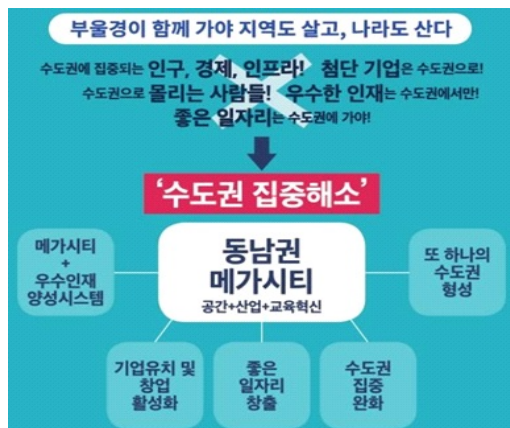 부울경이 함께 가야 지역도 살고, 나라도 산다
수도권에 집중되는 인구, 경제, 인프라! 첨단 기업은 수도권으로!
수도권으로 몰리는 사람들! 우수한 인재는 수도권에서만!
좋은 일자리는 수도권에 가야!
'수도권 집중해소'
메가시티
+
우수인재
양성시스템
동남권
메가시티
공간+산업+교육혁신
또 하나의
수도권
형성
기업유치 및
창업
활성화
좋은
일자리
창출
수도권
집중
완화